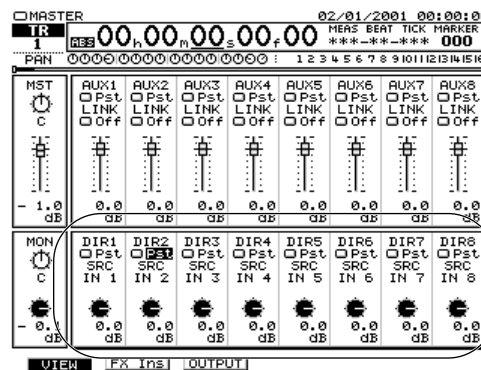 MASTER 02/01/2001 00:00:0
TR 1 ABS 00h00m00s00f00 MEAS BEAT TICK MARKER
***-**-*** 000
PAN 1 2 3 4 5 6 7 8 9 10 11 12 13 14 15 16
MST AUX1 AUX2 AUX3 AUX4 AUX5 AUX6 AUX7 AUX8
Pst Pst Pst Pst Pst Pst Pst Pst
LINK LINK LINK LINK LINK LINK LINK LINK
C Off Off Off Off Off Off Off Off
- 1.0 0.0 0.0 0.0 0.0 0.0 0.0 0.0 0.0
dB dB dB dB dB dB dB dB dB
MON DIR1 DIR2 DIR3 DIR4 DIR5 DIR6 DIR7 DIR8
Pst Pst Pst Pst Pst Pst Pst Pst
SRC SRC SRC SRC SRC SRC SRC SRC
C IN 1 IN 2 IN 3 IN 4 IN 5 IN 6 IN 7 IN 8
0.0 0.0 0.0 0.0 0.0 0.0 0.0 0.0
dB dB dB dB dB dB dB dB dB
VIEW FX Ins OUTPUT